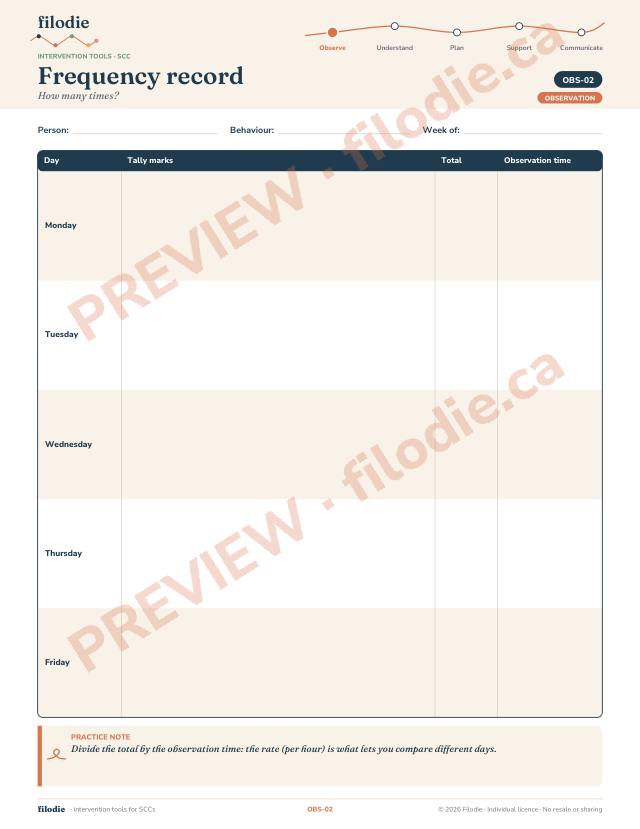 filodie
INTERVENTION TOOLS · SCC
Observe Understand Plan Support Communicate
Frequency record
How many times?
OBS-02
OBSERVATION
Person: Behaviour: Week of:
Day Tally marks Total Observation time
Monday
Tuesday
Wednesday
Thursday
Friday
PREVIEW · filodie.ca
PREVIEW · filodie.ca
PRACTICE NOTE
Divide the total by the observation time: the rate (per hour) is what lets you compare different days.
filodie · intervention tools for SCCs OBS-02 © 2026 Filodie · Individual licence · No resale or sharing